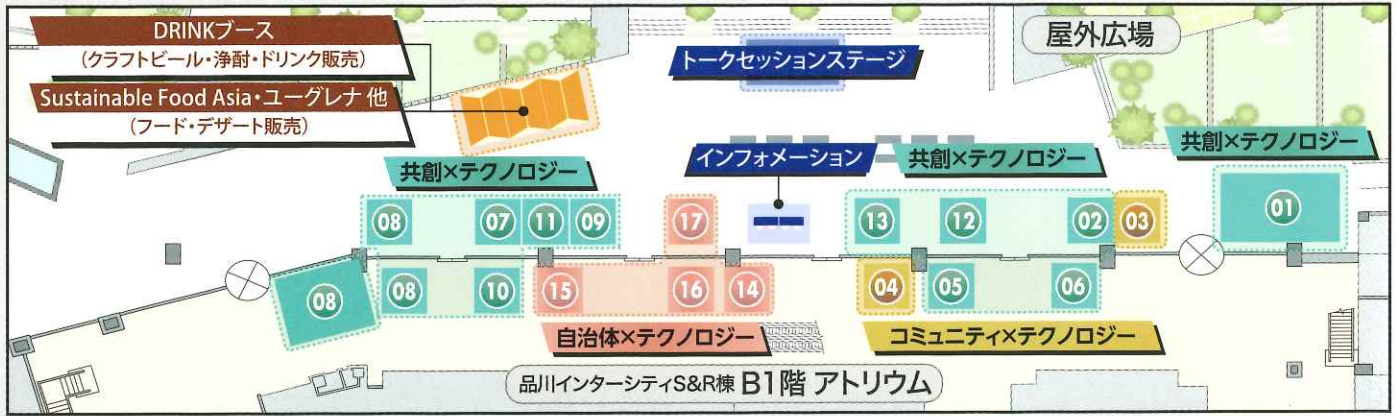 DRINKブース
(クラフトビール・浄酎・ドリンク販売)
Sustainable Food Asia・ユーグレナ 他
(フード・デザート販売)
トークセッションステージ
屋外広場
共創×テクノロジー
インフォメーション
共創×テクノロジー
共創×テクノロジー
08
07
11
09
17
13
12
02
03
01
08
08
10
15
16
14
04
05
06
自治体×テクノロジー
コミュニティ×テクノロジー
品川インターシティS&R棟 B1階 アトリウム